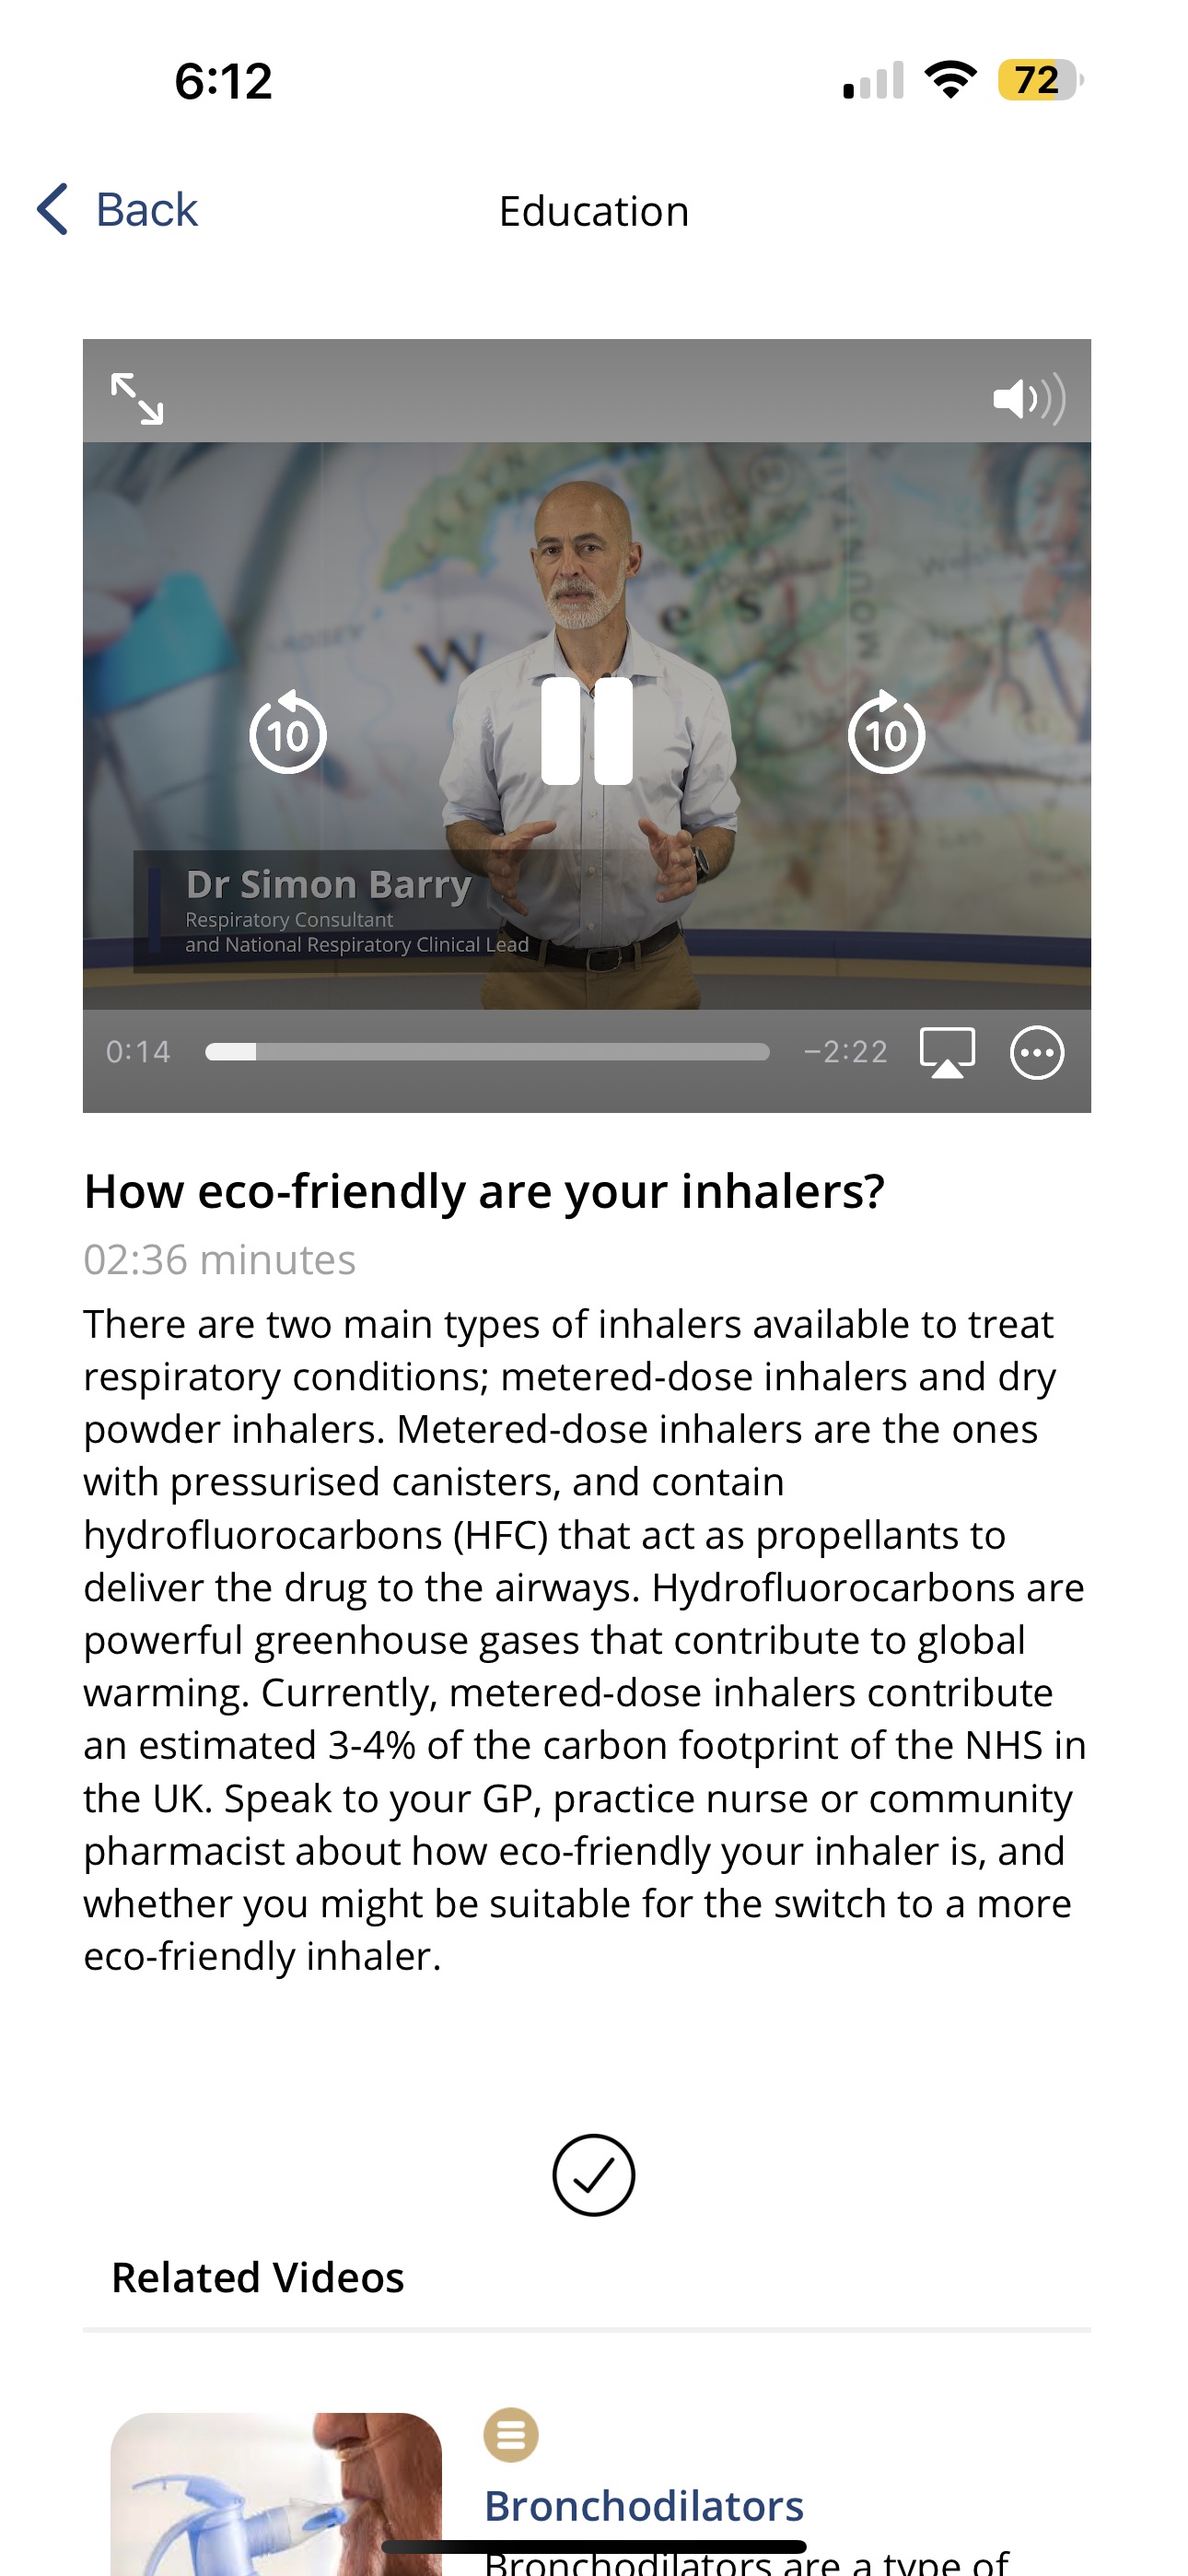 6:12
72
Back
Education
W
e
s
10
10
Dr Simon Barry
Respiratory Consultant
and National Respiratory Clinical Lead
0:14
−2:22
How eco-friendly are your inhalers?
02:36 minutes
There are two main types of inhalers available to treat
respiratory conditions; metered-dose inhalers and dry
powder inhalers. Metered-dose inhalers are the ones
with pressurised canisters, and contain
hydrofluorocarbons (HFC) that act as propellants to
deliver the drug to the airways. Hydrofluorocarbons are
powerful greenhouse gases that contribute to global
warming. Currently, metered-dose inhalers contribute
an estimated 3-4% of the carbon footprint of the NHS in
the UK. Speak to your GP, practice nurse or community
pharmacist about how eco-friendly your inhaler is, and
whether you might be suitable for the switch to a more
eco-friendly inhaler.
Related Videos
Bronchodilators
Bronchodilators are a type of